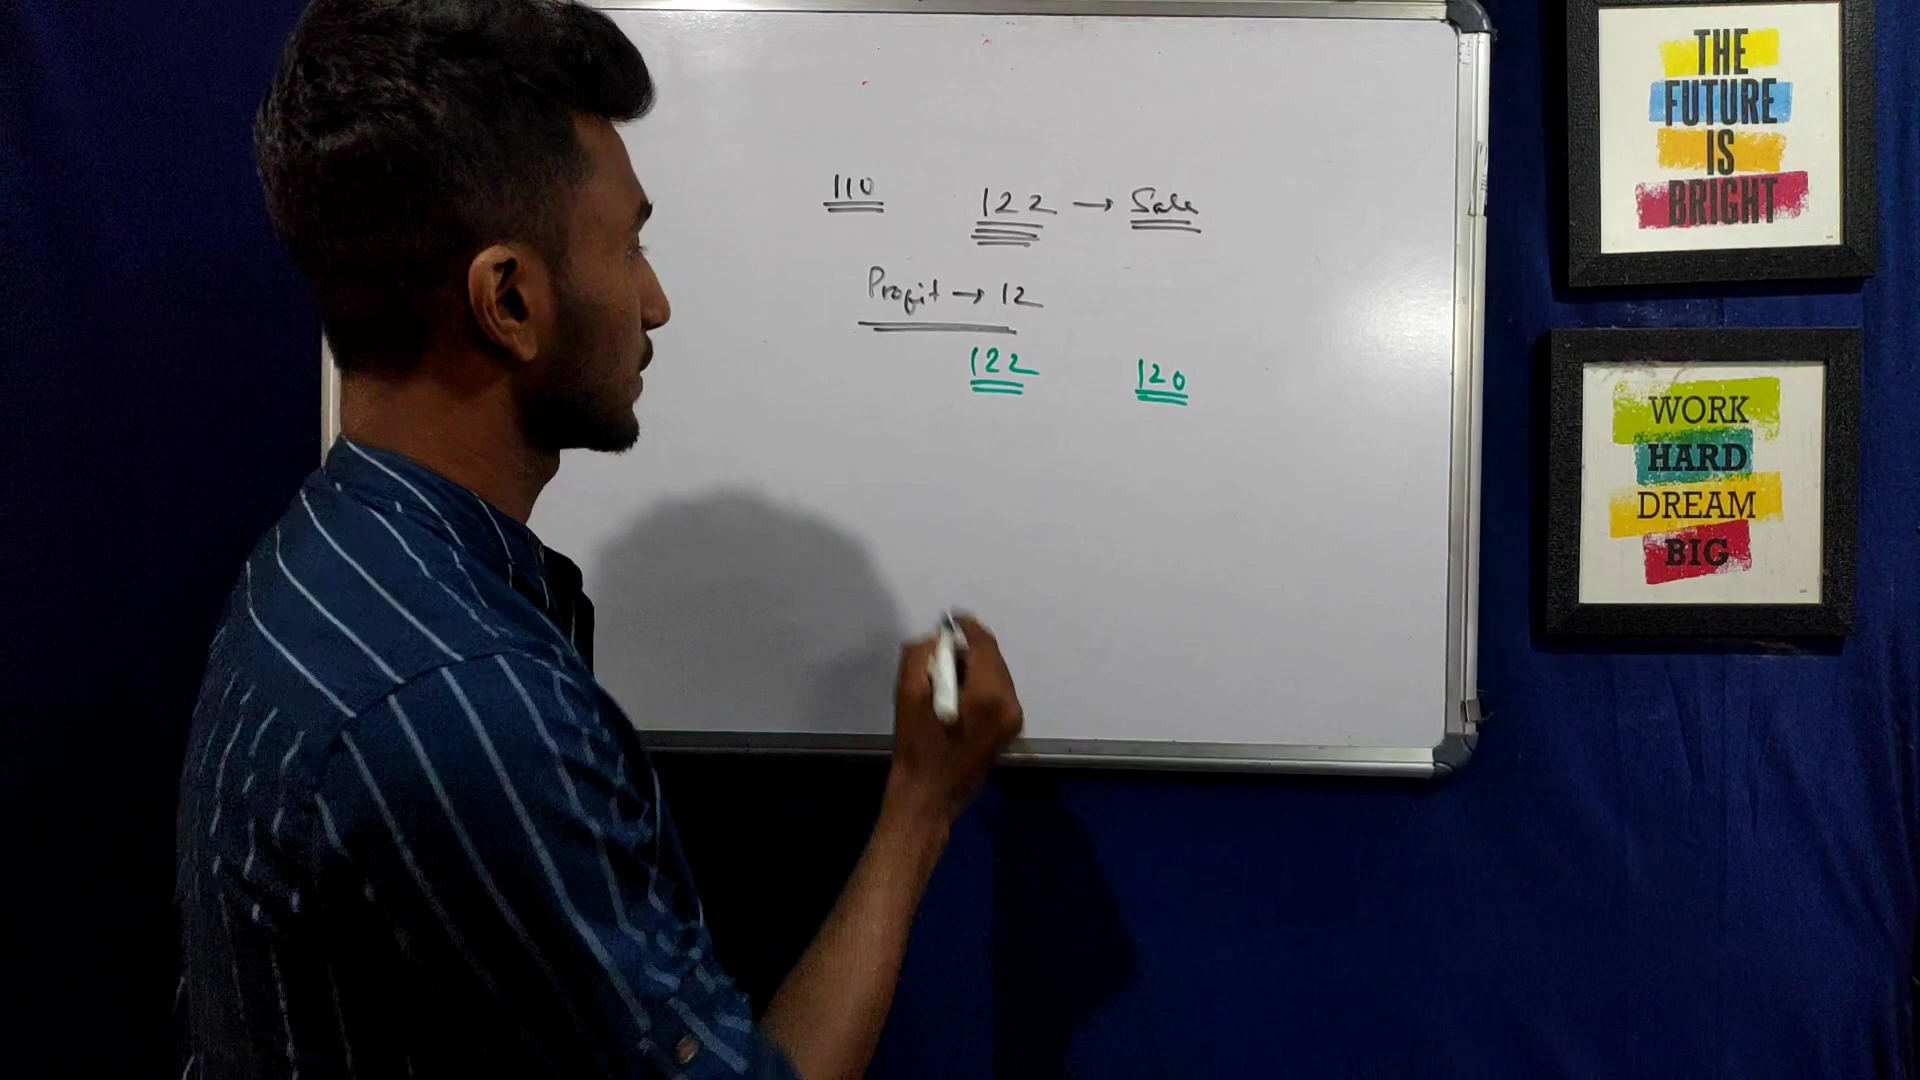 110 122 → Sale
Profit → 12
122 120
THE
FUTURE
IS
BRIGHT
WORK
HARD
DREAM
BIG